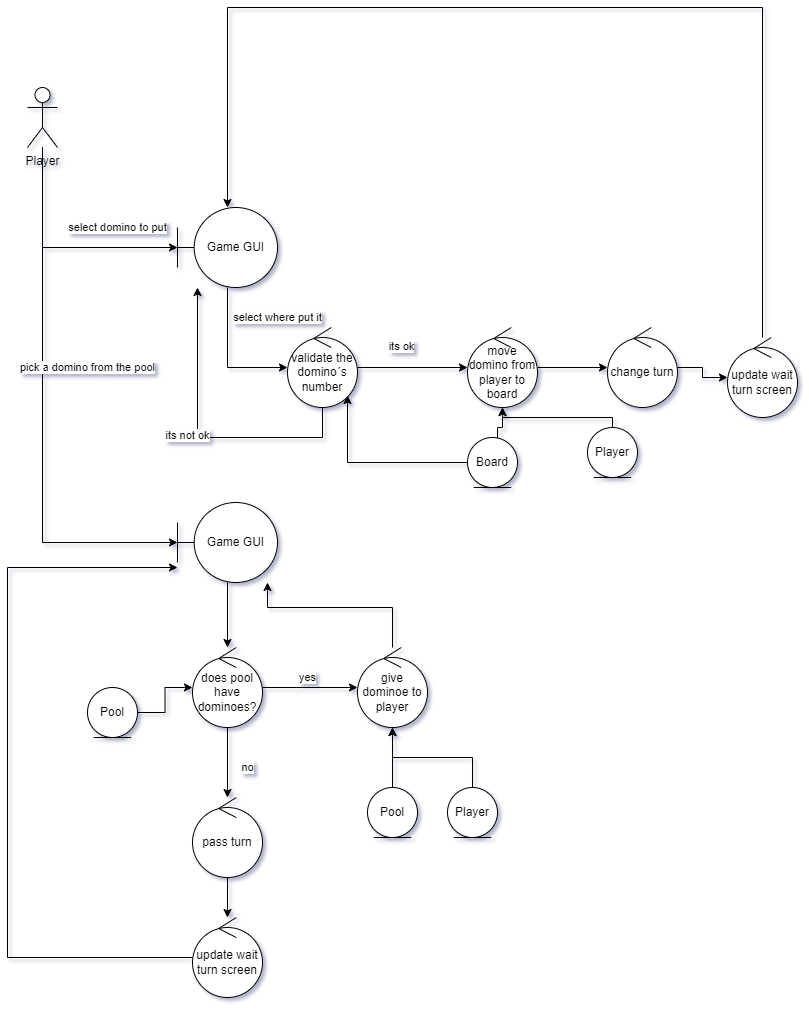 Player
select domino to put
Game GUI
select where put it
validate the
domino´s
number
its ok
move
domino from
player to
board
change turn
update wait
turn screen
pick a domino from the pool
its not ok
Board
Player
Game GUI
does pool
have
dominoes?
yes
give
dominoe to
player
Pool
no
Pool
Player
pass turn
update wait
turn screen